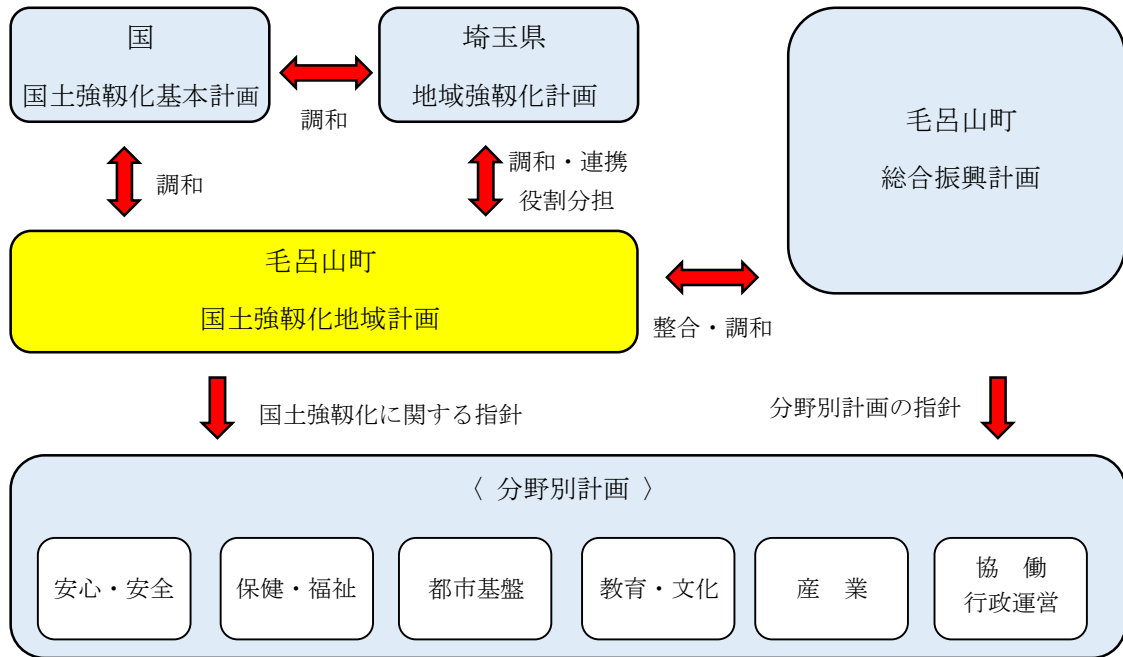 国
国土強靱化基本計画
調和
埼玉県
地域強靱化計画
毛呂山町
総合振興計画
調和
調和・連携
役割分担
毛呂山町
国土強靱化地域計画
整合・調和
国土強靱化に関する指針
分野別計画の指針
〈 分野別計画 〉
安心・安全
保健・福祉
都市基盤
教育・文化
産　業
協　働
行政運営